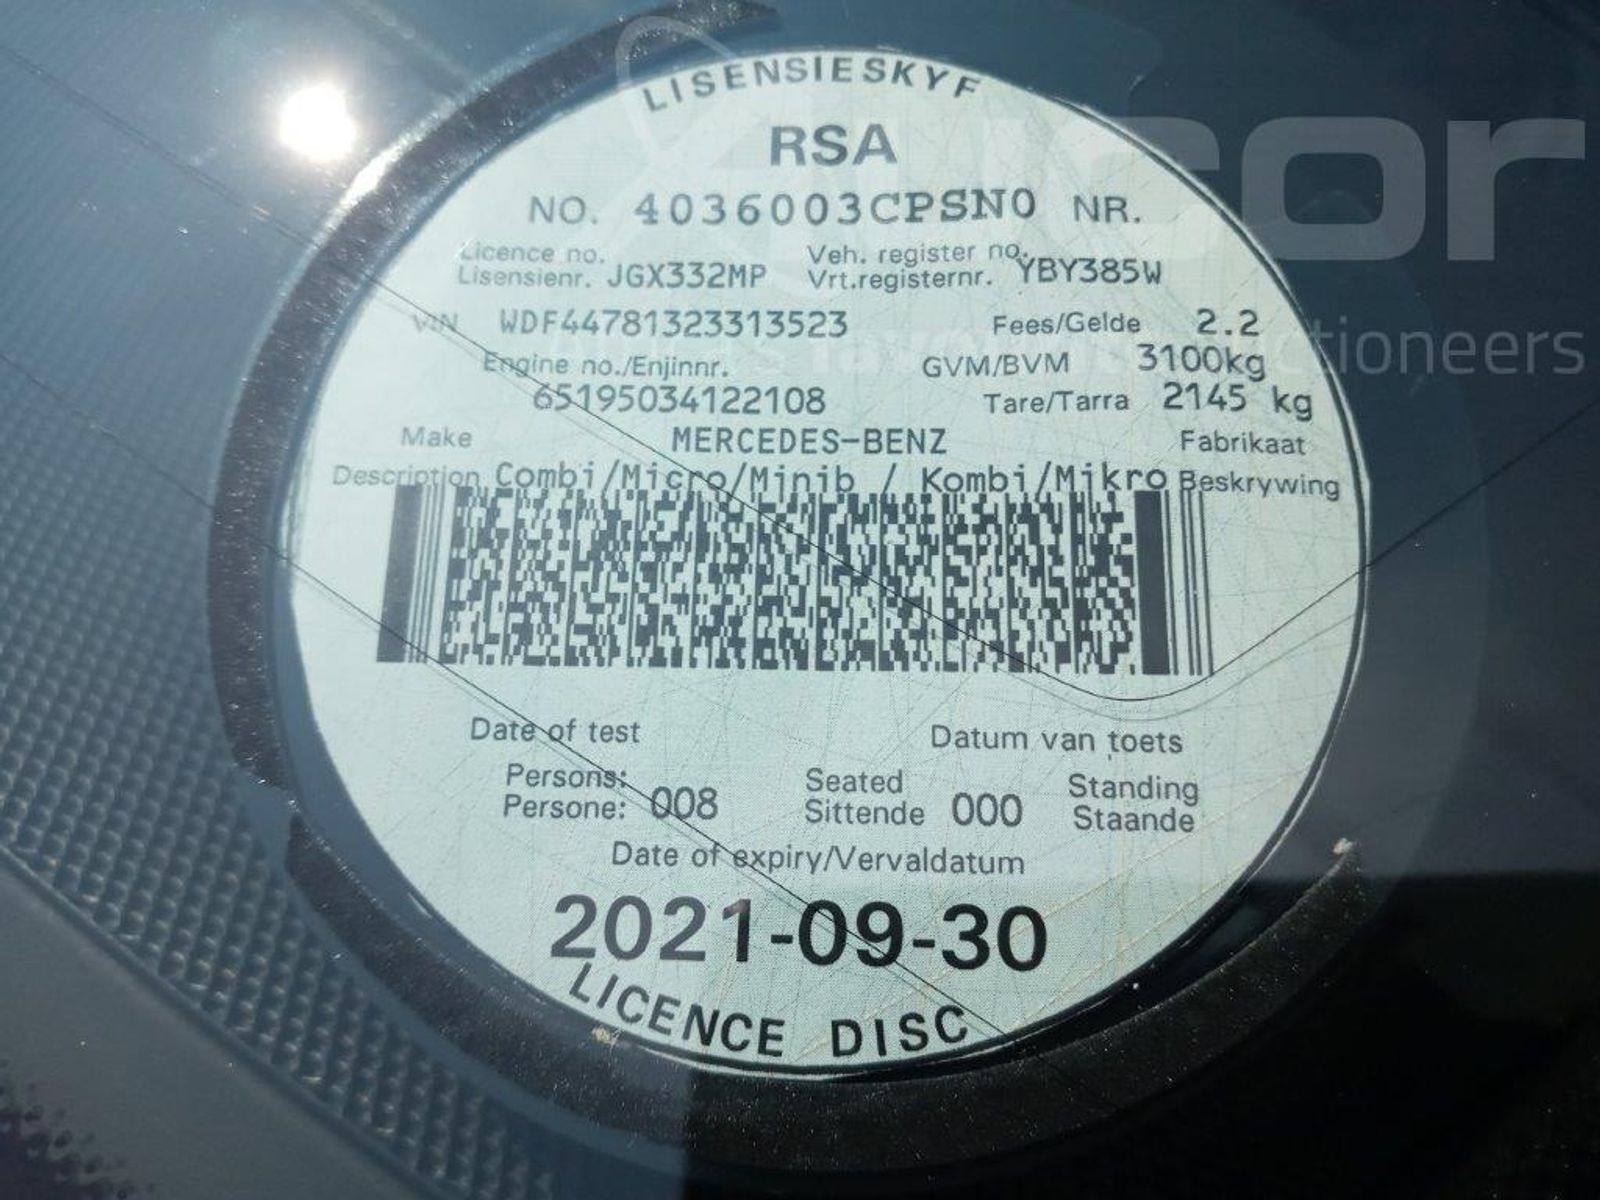 LISENSIESKYF
RSA
NO. 4036003CPSN0 NR.
Licence no. Veh. register no.
Lisensienr. JGX332MP Vrt.registernr. YBY385W
VIN WDF44781323313523 Fees/Gelde 2.2
Engine no./Enjinnr. GVM/BVM 3100kg
65195034122108 Tare/Tarra 2145 kg
Make MERCEDES-BENZ Fabrikaat
Description Combi/Micro/Minib / Kombi/Mikro Beskrywing
Date of test Datum van toets
Persons: Seated Standing
Persone: 008 Sittende 000 Staande
Date of expiry/Vervaldatum
2021-09-30
LICENCE DISC